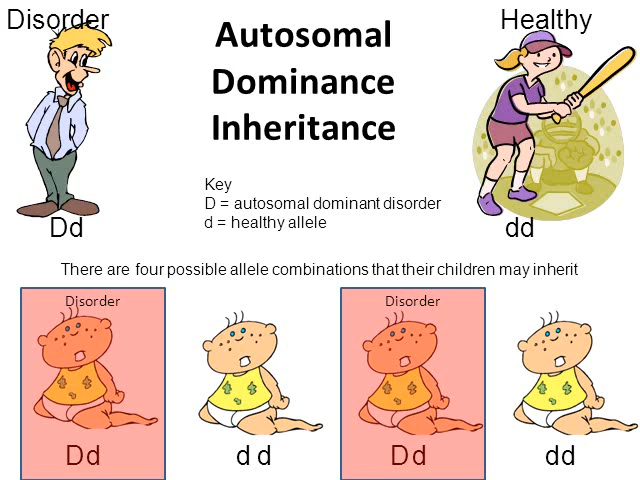 Disorder
Healthy
Autosomal
Dominance
Inheritance
Key
D = autosomal dominant disorder
d = healthy allele
Dd
dd
There are four possible allele combinations that their children may inherit
Disorder
Disorder
Dd
d d
Dd
dd